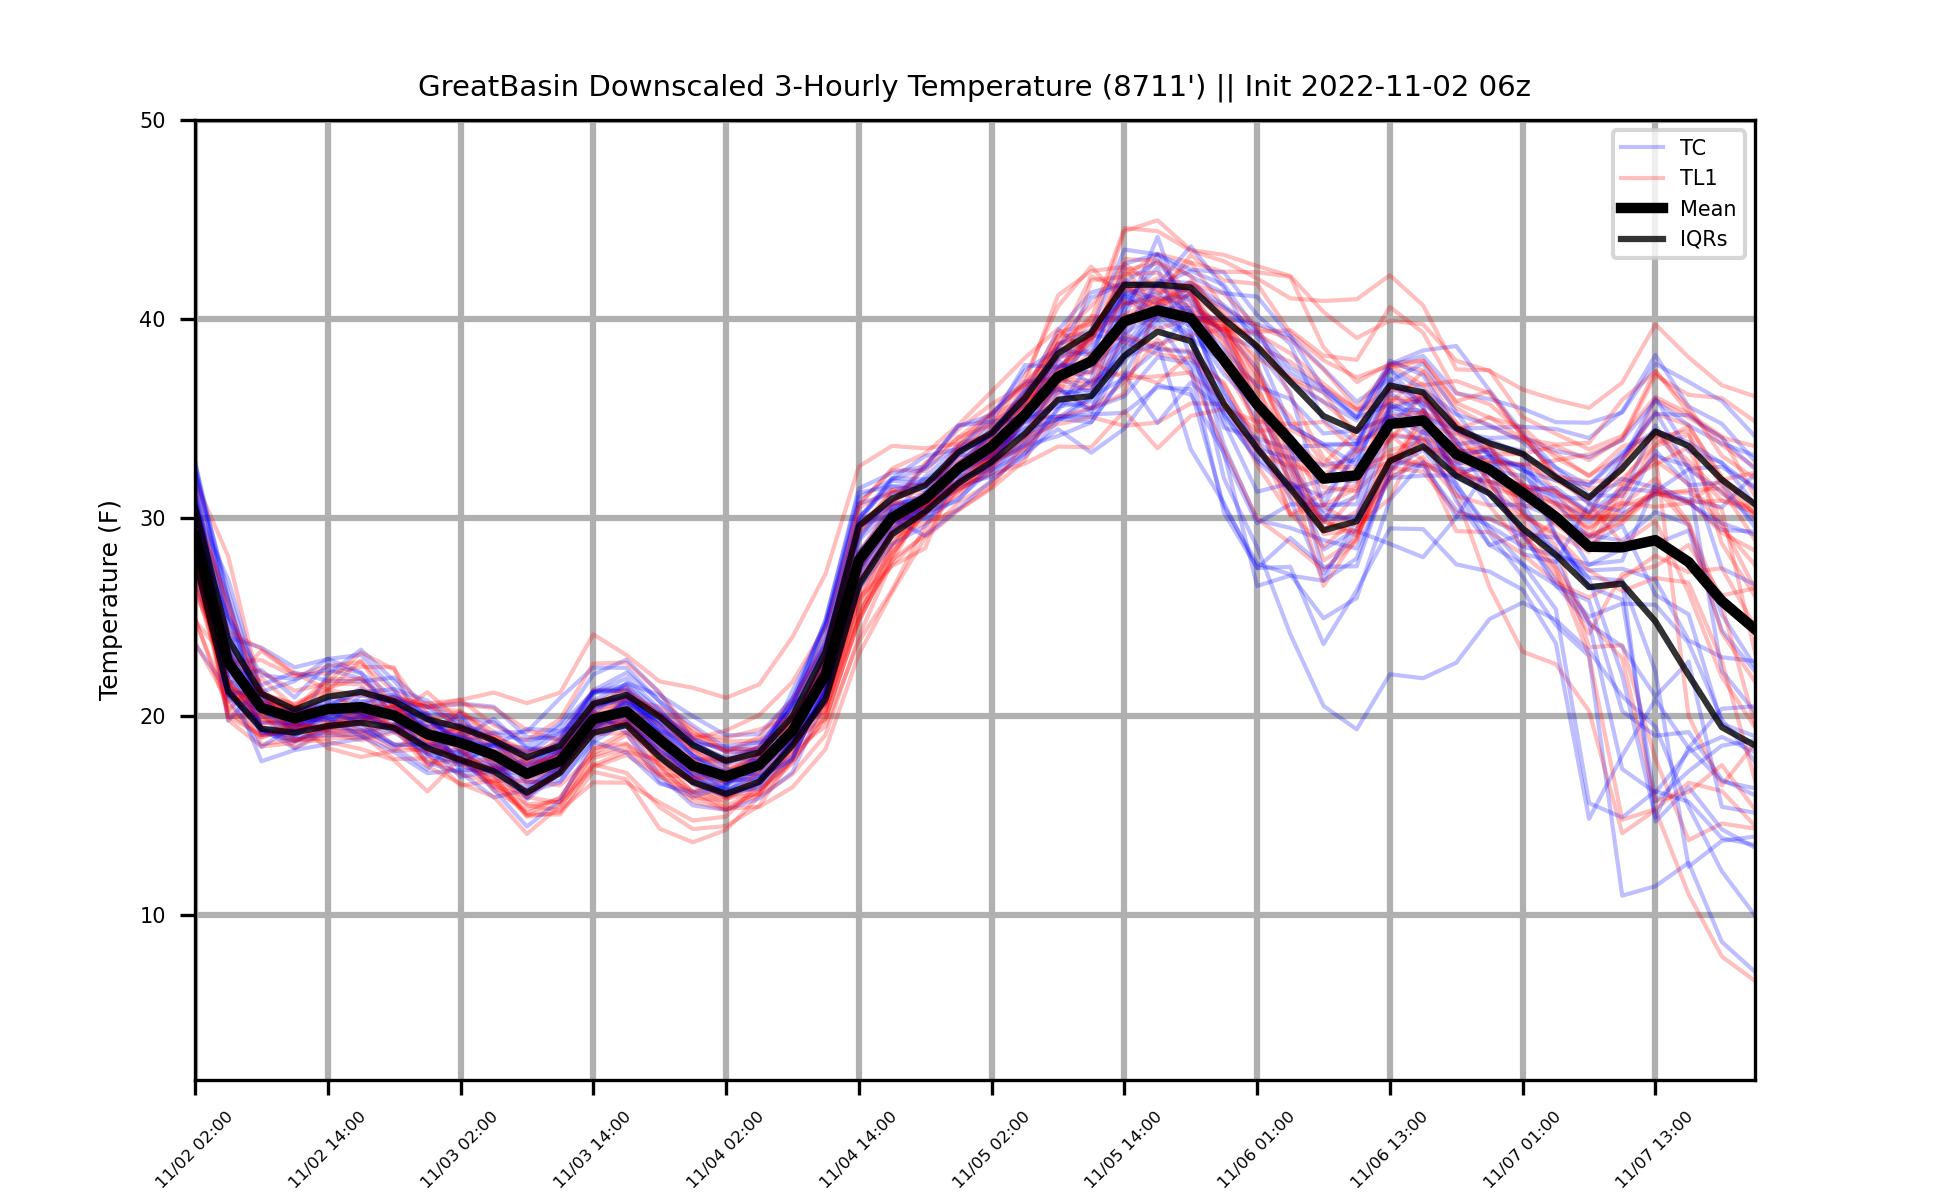 GreatBasin Downscaled 3-Hourly Temperature (8711') || Init 2022-11-02 06z
50
40
30
20
10
Temperature (F)
TC
TL1
Mean
IQRs
11/02 02:00
11/02 14:00
11/03 02:00
11/03 14:00
11/04 02:00
11/04 14:00
11/05 02:00
11/05 14:00
11/06 01:00
11/06 13:00
11/07 01:00
11/07 13:00